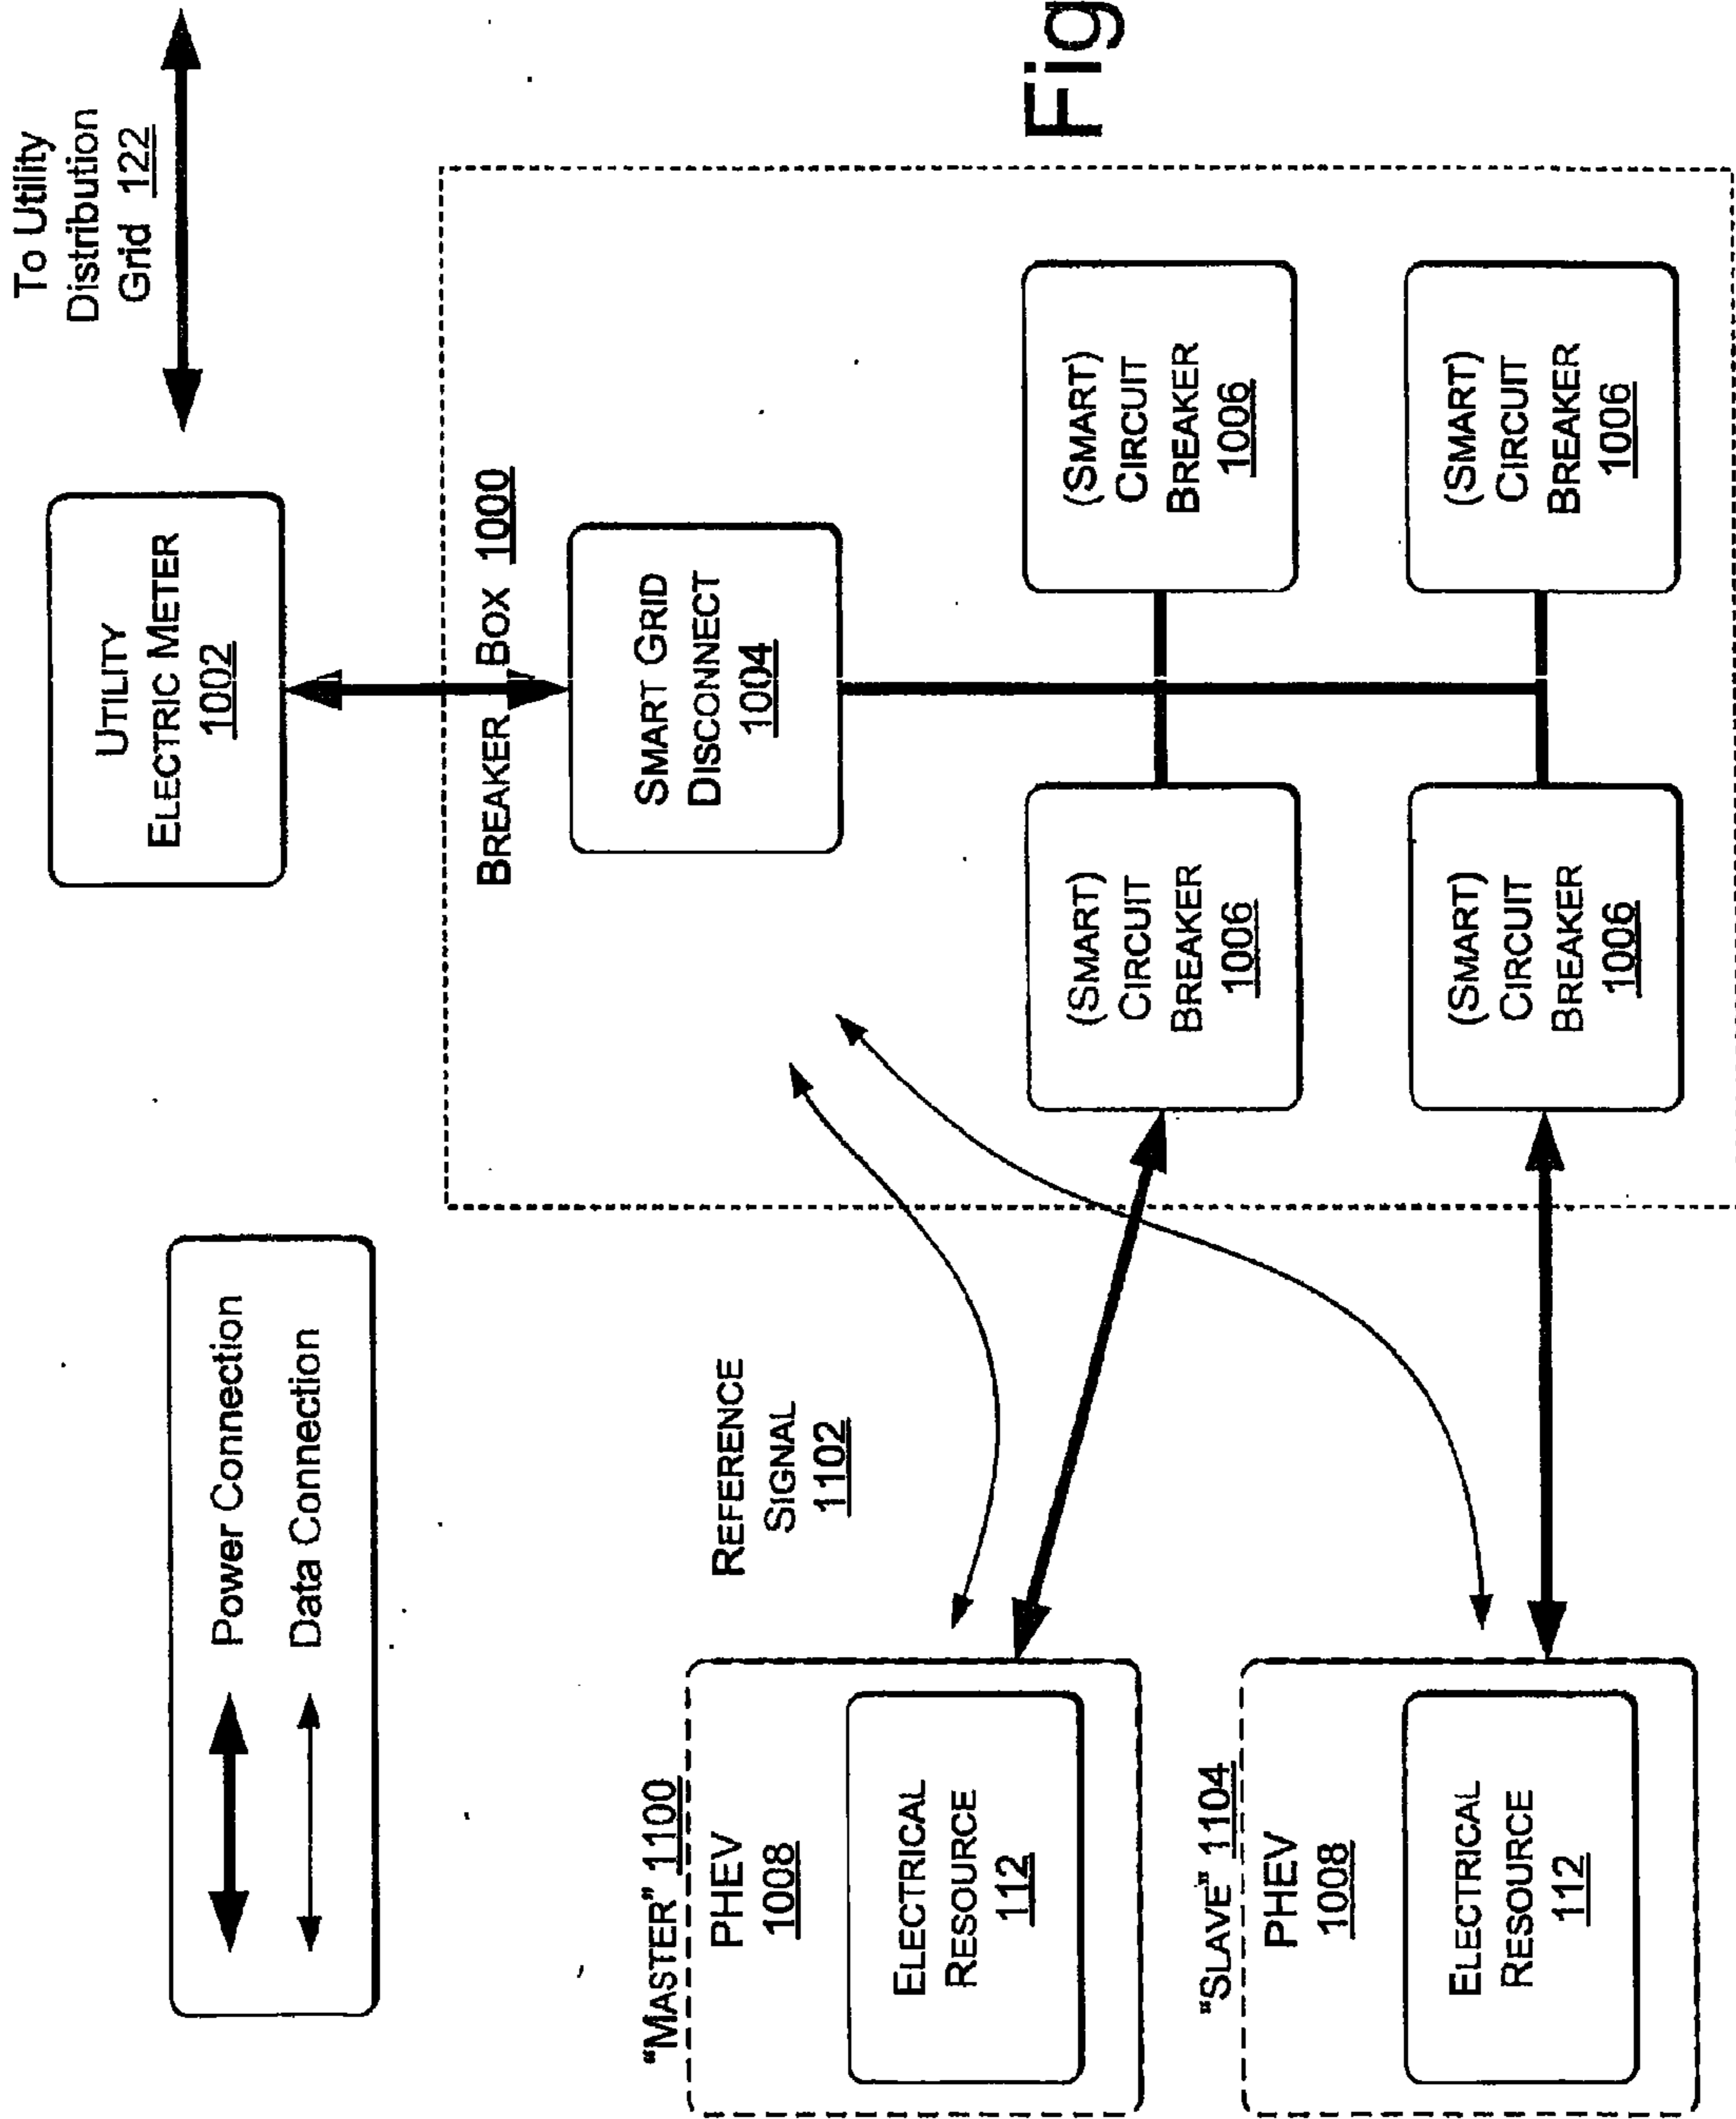 To Utility
Distribution
Grid 122
UTILITY
ELECTRIC METER
1002
Power Connection
Data Connection
BREAKER BOX 1000
SMART GRID
DISCONNECT
1004
REFERENCE
SIGNAL
1102
"MASTER" 1100
PHEV
1008
ELECTRICAL
RESOURCE
112
(SMART)
CIRCUIT
BREAKER
1006
(SMART)
CIRCUIT
BREAKER
1006
"SLAVE" 1104
PHEV
1008
ELECTRICAL
RESOURCE
112
(SMART)
CIRCUIT
BREAKER
1006
(SMART)
CIRCUIT
BREAKER
1006
Fig